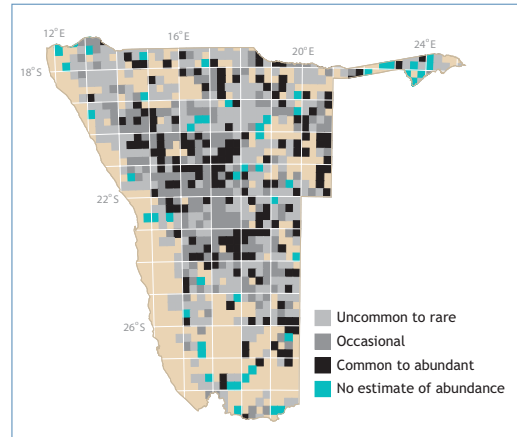 12°E
16°E
20°E
24°E
18°S
22°S
26°S
Uncommon to rare
Occasional
Common to abundant
No estimate of abundance